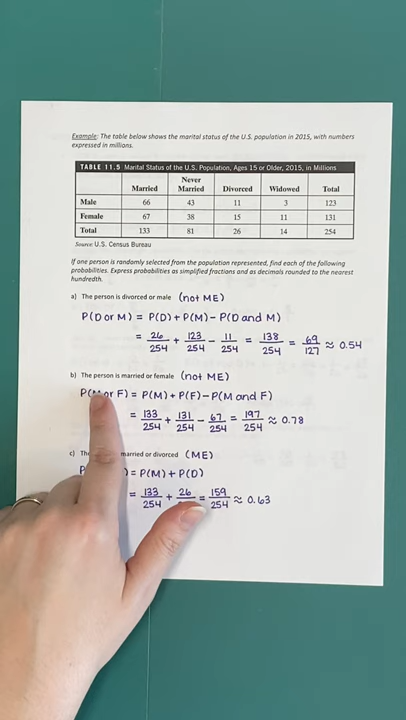 Example: The table below shows the marital status of the U.S. population in 2015, with numbers
expressed in millions.
TABLE 11.5 Marital Status of the U.S. Population, Ages 15 or Older, 2015, in Millions
Married Never Married Divorced Widowed Total
Male 66 43 11 3 123
Female 67 38 15 11 131
Total 133 81 26 14 254
Source: U.S. Census Bureau
If one person is randomly selected from the population represented, find each of the following
probabilities. Express probabilities as simplified fractions and as decimals rounded to the nearest
hundredth.
a) The person is divorced or male (not ME)
P(D or M) = P(D) + P(M) - P(D and M)
= 26/254 + 123/254 - 11/254 = 138/254 = 69/127 ≈ 0.54
b) The person is married or female (not ME)
P( or F) = P(M) + P(F) - P(M and F)
= 133/254 + 131/254 - 67/254 = 197/254 ≈ 0.78
c) married or divorced (ME)
) = P(M) + P(D)
= 133/254 + 26 = 159/254 ≈ 0.63